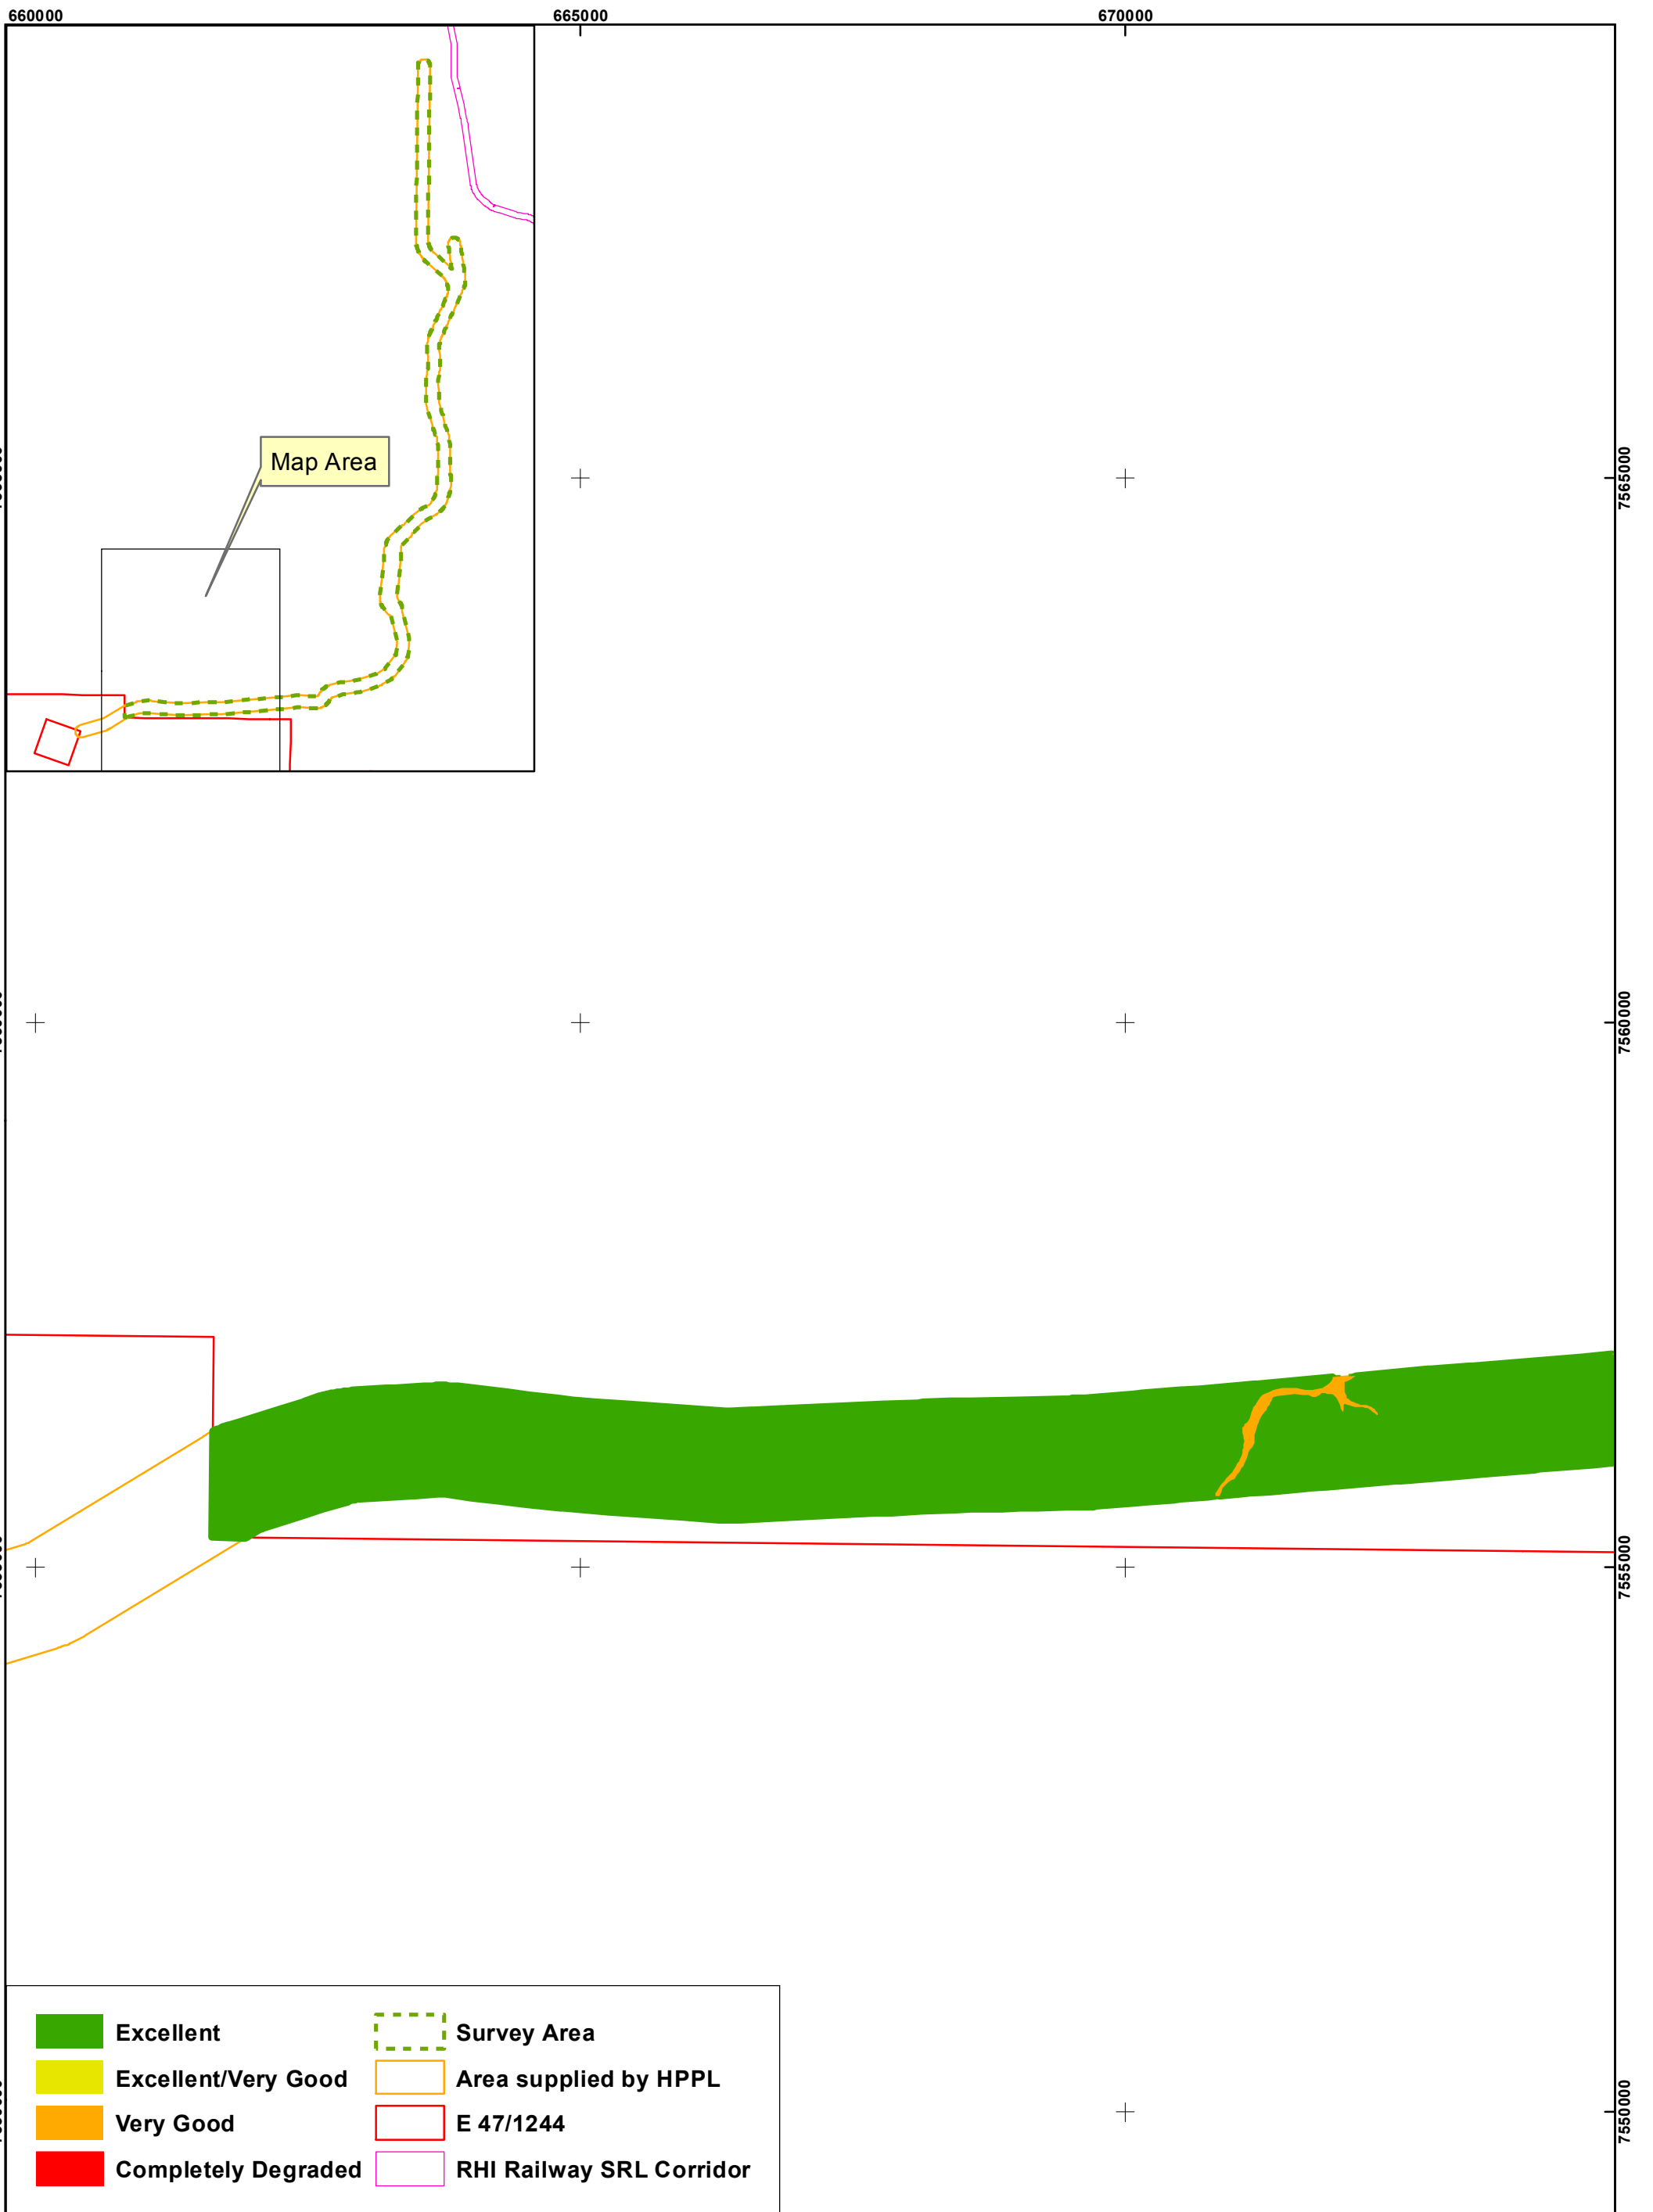 660000 665000 670000
Map Area
7565000
7560000
7555000
7550000
Excellent
Excellent/Very Good
Very Good
Completely Degraded
Survey Area
Area supplied by HPPL
E 47/1244
RHI Railway SRL Corridor